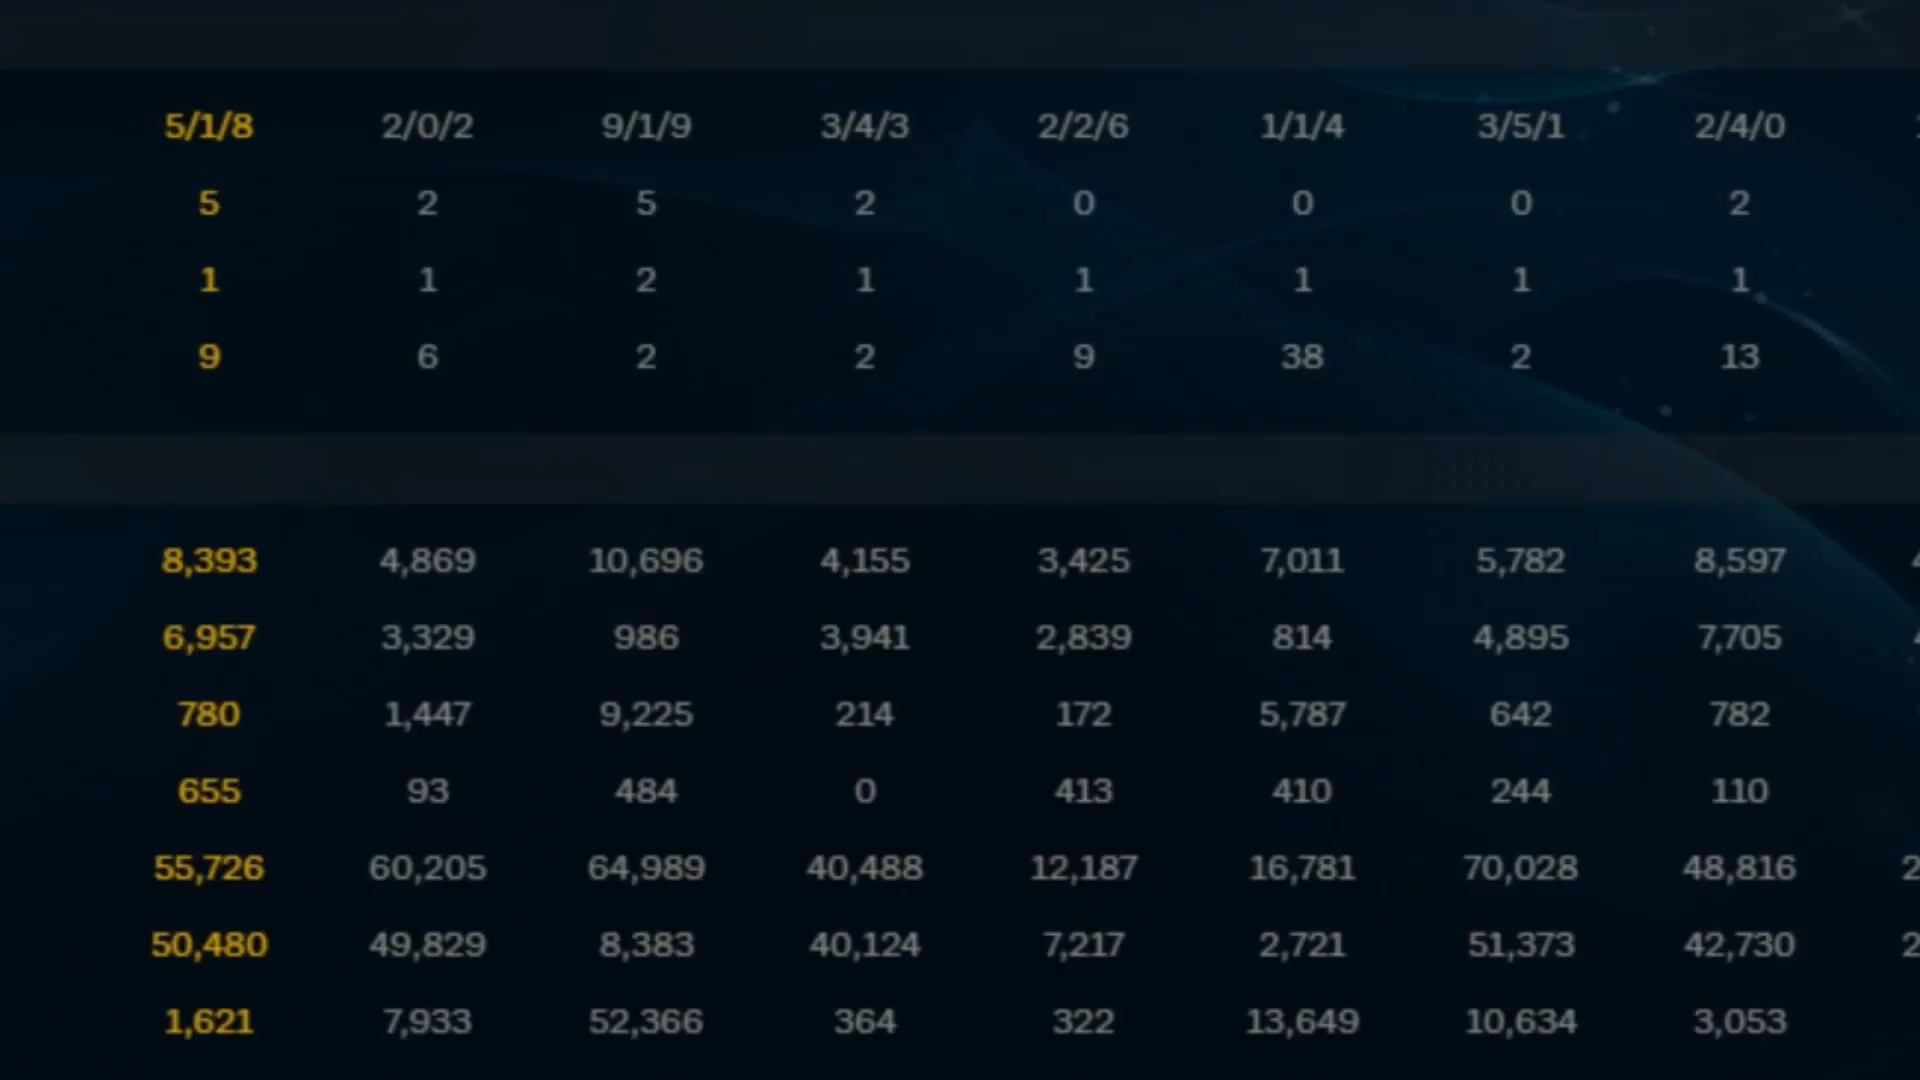 5/1/8 2/0/2 9/1/9 3/4/3 2/2/6 1/1/4 3/5/1 2/4/0
5 2 5 2 0 0 0 2
1 1 2 1 1 1 1 1
9 6 2 2 9 38 2 13
8,393 4,869 10,696 4,155 3,425 7,011 5,782 8,597
6,957 3,329 986 3,941 2,839 814 4,895 7,705
780 1,447 9,225 214 172 5,787 642 782
655 93 484 0 413 410 244 110
55,726 60,205 64,989 40,488 12,187 16,781 70,028 48,816 2
50,480 49,829 8,383 40,124 7,217 2,721 51,373 42,730 2
1,621 7,933 52,366 364 322 13,649 10,634 3,053